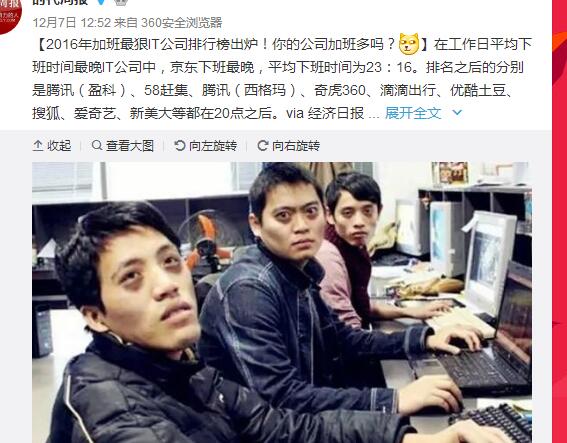 时代周报
12月7日 12:52 来自 360安全浏览器
【2016年加班最狠IT公司排行榜出炉！你的公司加班多吗？】在工作日平均下
班时间最晚IT公司中，京东下班最晚，平均下班时间为23：16。排名之后的分别
是腾讯（盈科）、58赶集、腾讯（西格玛）、奇虎360、滴滴出行、优酷土豆、
搜狐、爱奇艺、新美大等都在20点之后。via 经济日报 ... 展开全文
收起 查看大图 向左旋转 向右旋转